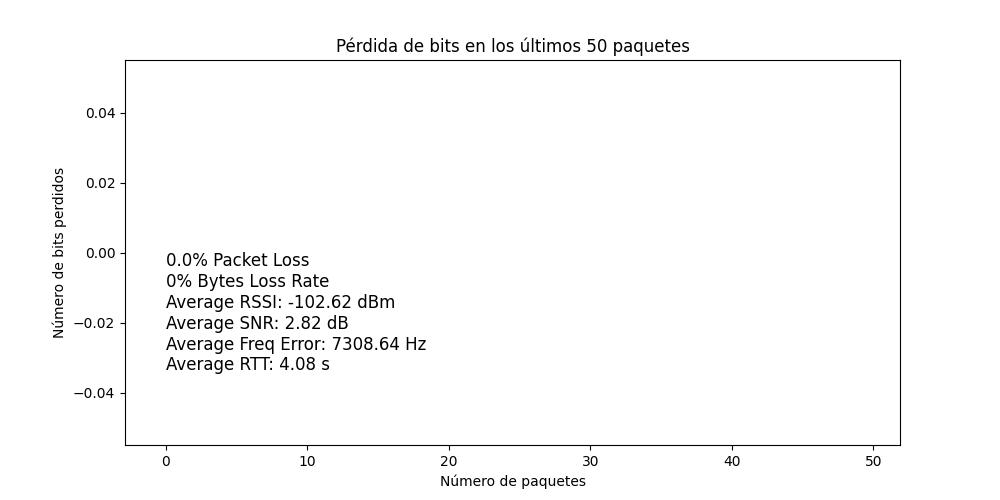 Pérdida de bits en los últimos 50 paquetes
Número de bits perdidos
0.04
0.02
0.00
−0.02
−0.04
0.0% Packet Loss
0% Bytes Loss Rate
Average RSSI: -102.62 dBm
Average SNR: 2.82 dB
Average Freq Error: 7308.64 Hz
Average RTT: 4.08 s
0 10 20 30 40 50
Número de paquetes